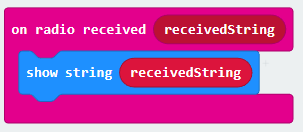 on radio received receivedString
show string receivedString